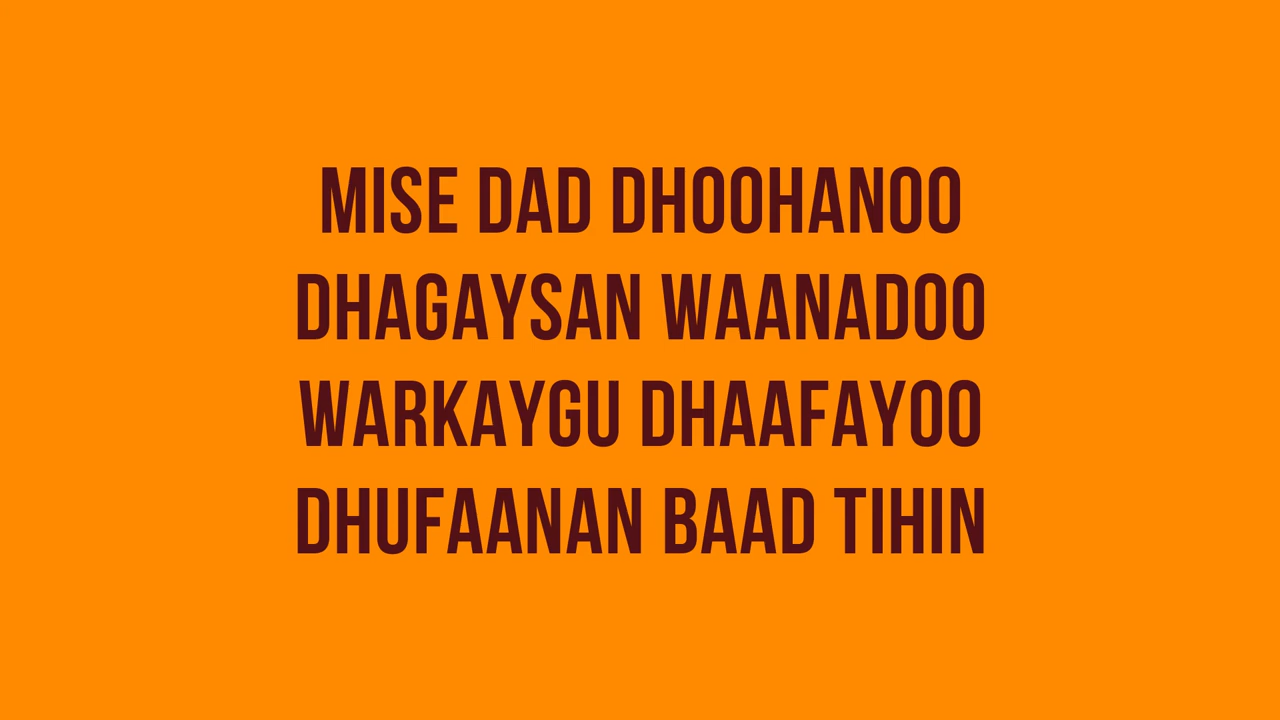 MISE DAD DHOOHANOO
DHAGAYSAN WAANADOO
WARKAYGU DHAAFAYOO
DHUFAANAN BAAD TIHIN